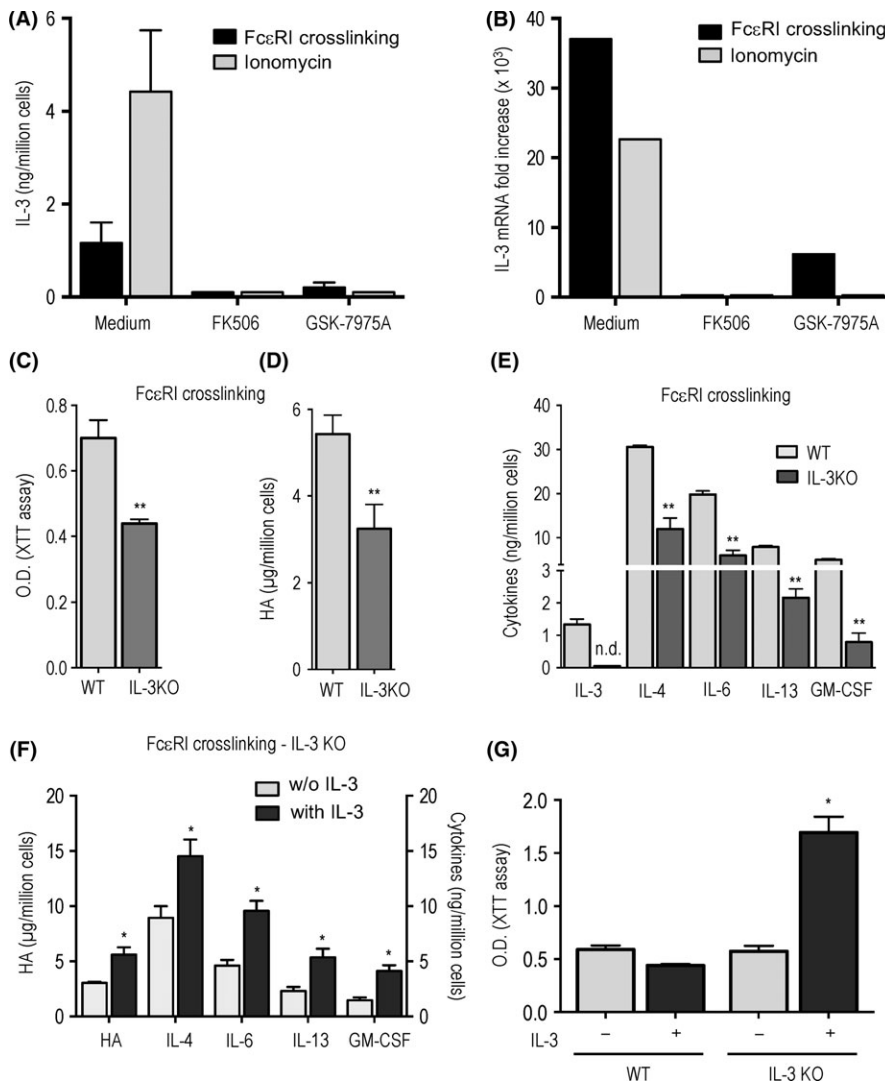 (A)
FcεRI crosslinking
Ionomycin
IL-3 (ng/million cells)
6
4
2
0
Medium FK506 GSK-7975A
(B)
FcεRI crosslinking
Ionomycin
IL-3 mRNA fold increase (x 10³)
40
30
20
10
0
Medium FK506 GSK-7975A
(C)
(D)
FcεRI crosslinking
O.D. (XTT assay)
0.8
0.6
0.4
0.2
0.0
**
WT IL-3KO
HA (µg/million cells)
6
4
2
0
**
WT IL-3KO
(E)
FcεRI crosslinking
WT
IL-3KO
Cytokines (ng/million cells)
40
30
20
10
3
2
1
0
n.d.
**
**
**
**
IL-3 IL-4 IL-6 IL-13 GM-CSF
(F)
FcεRI crosslinking - IL-3 KO
w/o IL-3
with IL-3
HA (µg/million cells)
20
15
10
5
0
* * * * *
20
15
10
5
0
Cytokines (ng/million cells)
HA IL-4 IL-6 IL-13 GM-CSF
(G)
O.D. (XTT assay)
2.0
1.5
1.0
0.5
0.0
*
IL-3 – + – +
WT IL-3 KO